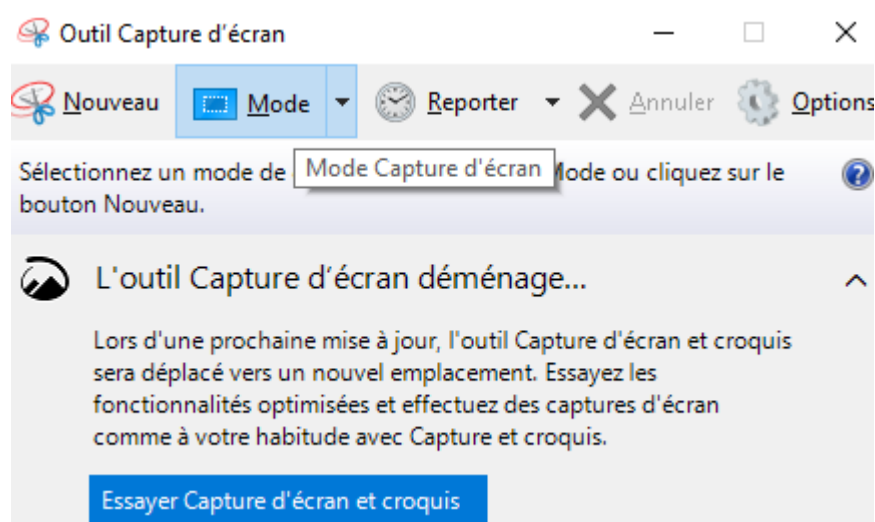 Outil Capture d’écran
Nouveau Mode Reporter Annuler Options
Sélectionnez un mode de Mode Capture d'écran Mode ou cliquez sur le
bouton Nouveau.
L'outil Capture d’écran déménage...
Lors d'une prochaine mise à jour, l'outil Capture d'écran et croquis
sera déplacé vers un nouvel emplacement. Essayez les
fonctionnalités optimisées et effectuez des captures d'écran
comme à votre habitude avec Capture et croquis.
Essayer Capture d'écran et croquis